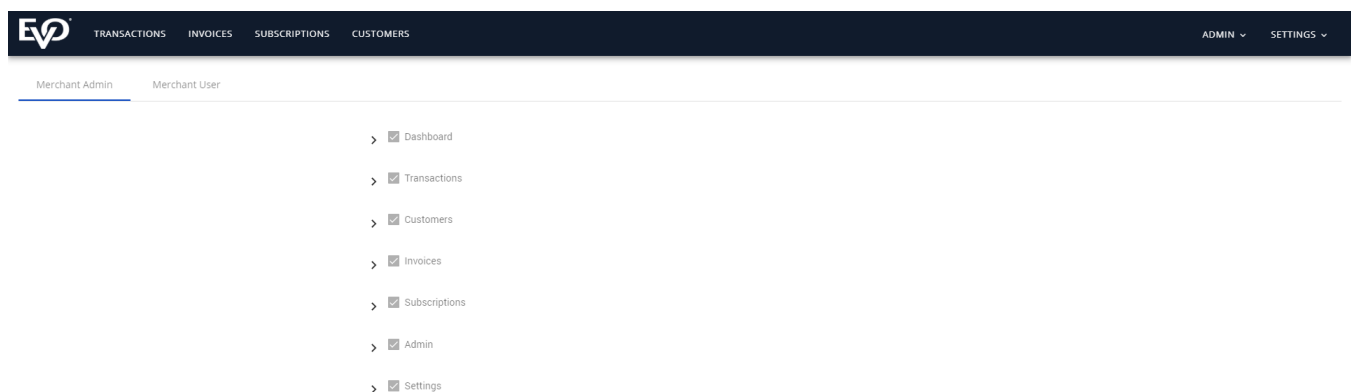 EVO
TRANSACTIONS INVOICES SUBSCRIPTIONS CUSTOMERS ADMIN SETTINGS
Merchant Admin Merchant User
Dashboard
Transactions
Customers
Invoices
Subscriptions
Admin
Settings